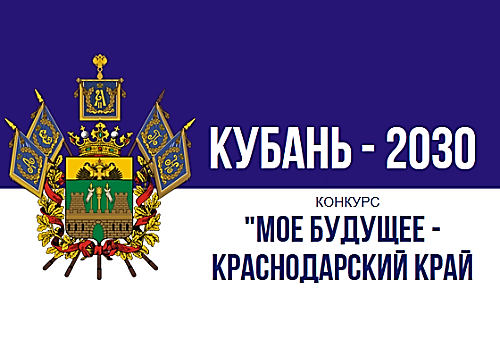 КУБАНЬ - 2030
КОНКУРС
"МОЕ БУДУЩЕЕ -
КРАСНОДАРСКИЙ КРАЙ